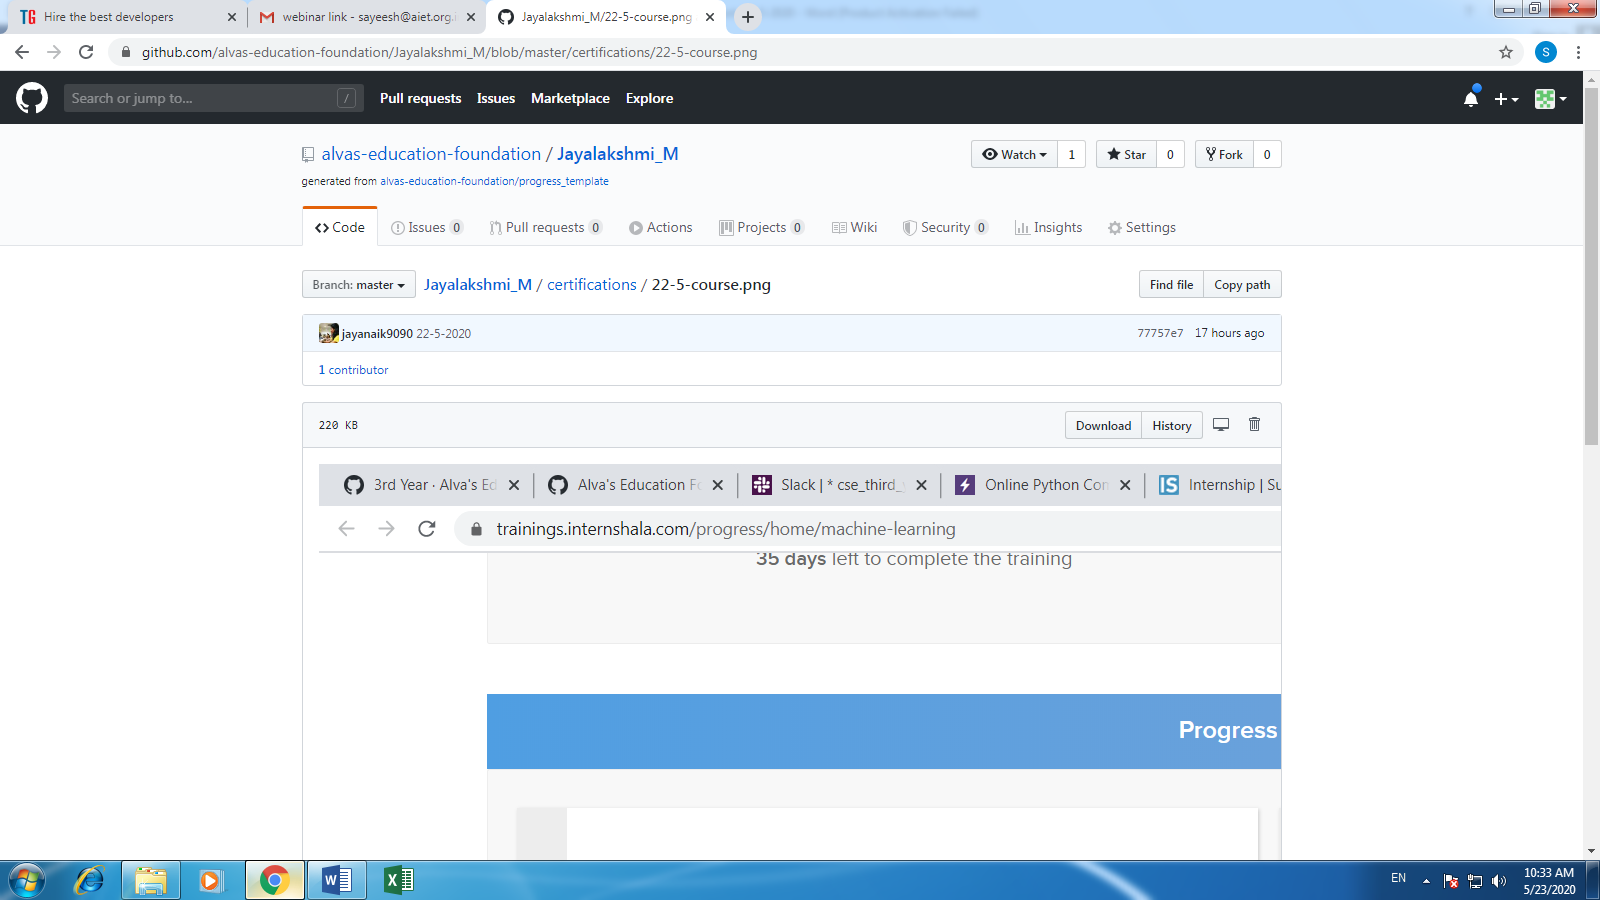 TG Hire the best developers
webinar link - sayeesh@aiet.org.i
Jayalakshmi_M/22-5-course.png
github.com/alvas-education-foundation/Jayalakshmi_M/blob/master/certifications/22-5-course.png
S
Search or jump to... /
Pull requests Issues Marketplace Explore
alvas-education-foundation / Jayalakshmi_M
Watch 1 Star 0 Fork 0
generated from alvas-education-foundation/progress_template
Code Issues 0 Pull requests 0 Actions Projects 0 Wiki Security 0 Insights Settings
Branch: master Jayalakshmi_M / certifications / 22-5-course.png Find file Copy path
jayanaik9090 22-5-2020 77757e7 17 hours ago
1 contributor
220 KB Download History
3rd Year · Alva's Ed Alva's Education Fo Slack | * cse_third_y Online Python Com IS Internship | Su
trainings.internshala.com/progress/home/machine-learning
35 days left to complete the training
Progress
W X
EN 10:33 AM
5/23/2020